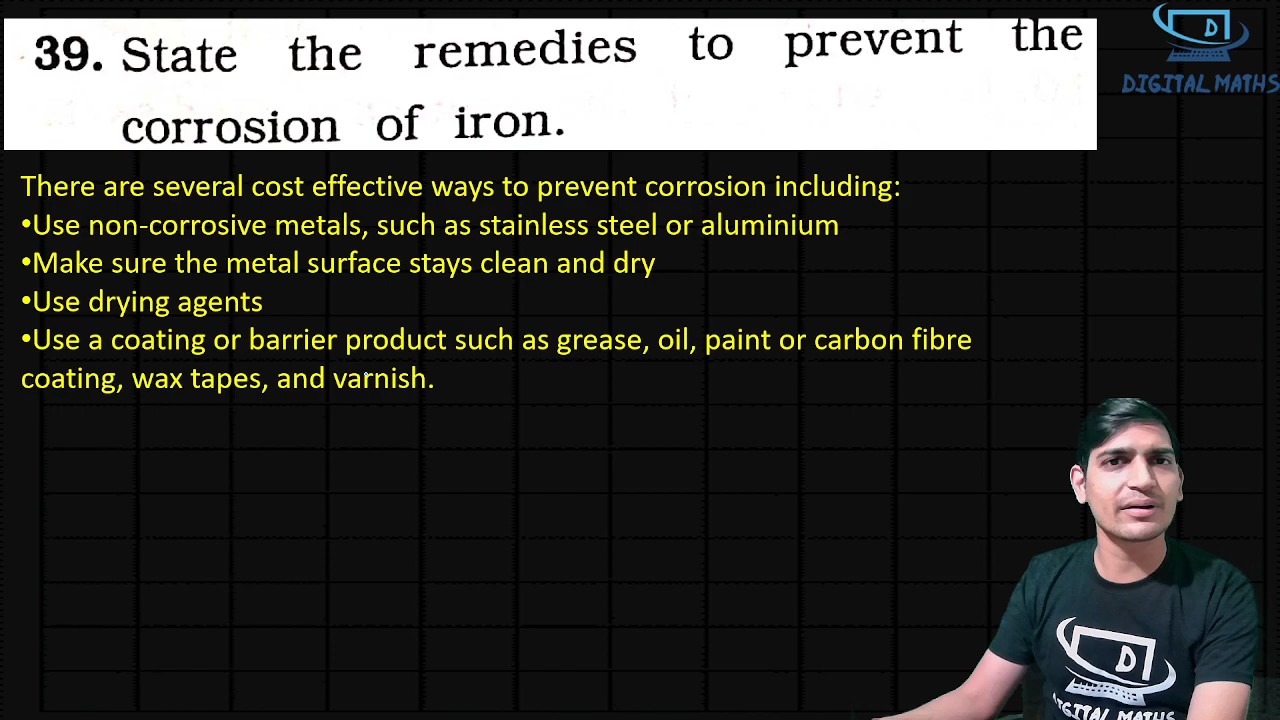 39. State the remedies to prevent the
corrosion of iron.
D
DIGITAL MATHS
There are several cost effective ways to prevent corrosion including:
•Use non-corrosive metals, such as stainless steel or aluminium
•Make sure the metal surface stays clean and dry
•Use drying agents
•Use a coating or barrier product such as grease, oil, paint or carbon fibre
coating, wax tapes, and varnish.
D
DIGITAL MATHS